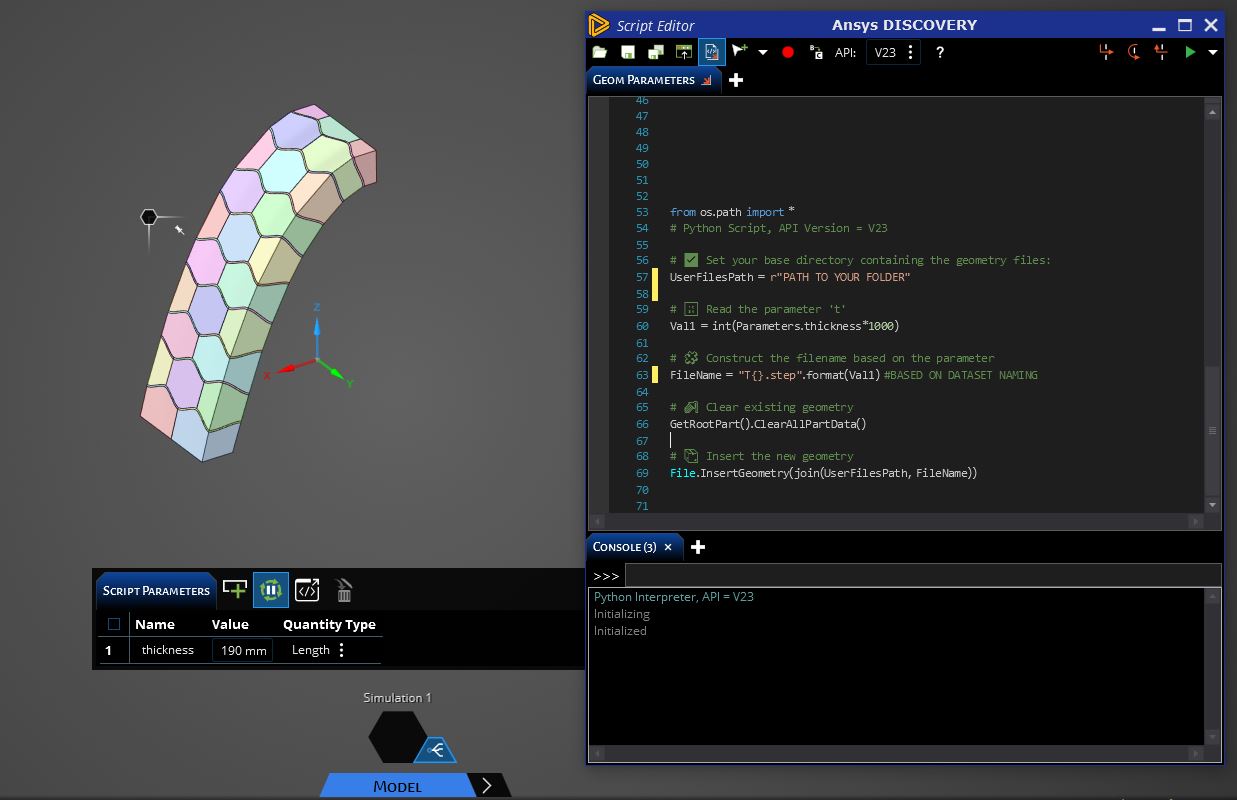 Script Editor
Ansys DISCOVERY
API: V23 ?
GEOM PARAMETERS
46
47
48
49
50
51
52
53 from os.path import *
54 # Python Script, API Version = V23
55
56 # ✅ Set your base directory containing the geometry files:
57 UserFilesPath = r"PATH TO YOUR FOLDER"
58
59 # Read the parameter 't'
60 Val1 = int(Parameters.thickness*1000)
61
62 # Construct the filename based on the parameter
63 FileName = "T{}.step".format(Val1) #BASED ON DATASET NAMING
64
65 # Clear existing geometry
66 GetRootPart().ClearAllPartData()
67
68 # Insert the new geometry
69 File.InsertGeometry(join(UserFilesPath, FileName))
70
71
CONSOLE (3)
>>>
Python Interpreter, API = V23
Initializing
Initialized
Z
X
Y
SCRIPT PARAMETERS
Name Value Quantity Type
1 thickness 190 mm Length
Simulation 1
MODEL